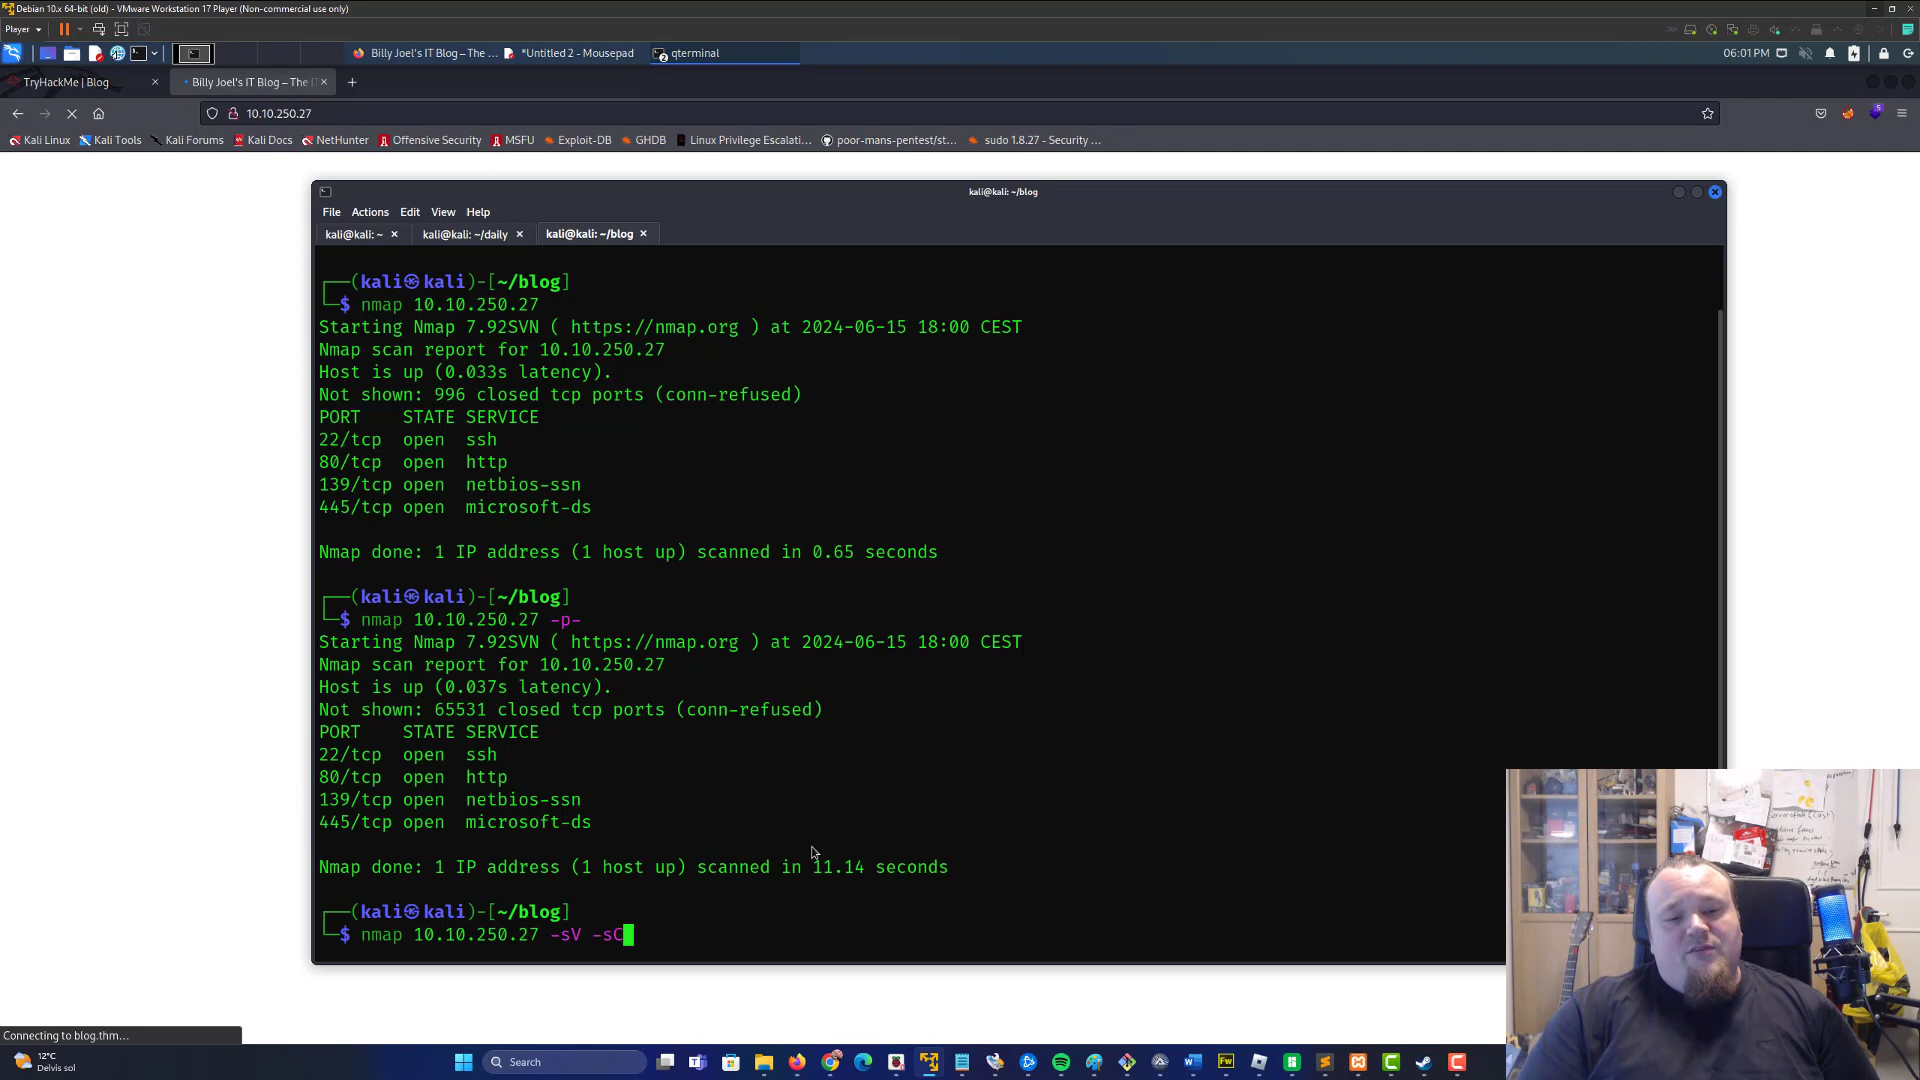 Debian 10.x 64-bit (old) - VMware Workstation 17 Player (Non-commercial use only)
Player
Billy Joel's IT Blog – The ... *Untitled 2 - Mousepad qterminal 06:01 PM
TryHackMe | Blog Billy Joel's IT Blog – The IT
10.10.250.27
Kali Linux Kali Tools Kali Forums Kali Docs NetHunter Offensive Security MSFU Exploit-DB GHDB Linux Privilege Escalati... poor-mans-pentest/st... sudo 1.8.27 - Security ...
kali@kali: ~/blog
File Actions Edit View Help
kali@kali: ~ kali@kali: ~/daily kali@kali: ~/blog
(kali㉿kali)-[~/blog]
$ nmap 10.10.250.27
Starting Nmap 7.92SVN ( https://nmap.org ) at 2024-06-15 18:00 CEST
Nmap scan report for 10.10.250.27
Host is up (0.033s latency).
Not shown: 996 closed tcp ports (conn-refused)
PORT STATE SERVICE
22/tcp open ssh
80/tcp open http
139/tcp open netbios-ssn
445/tcp open microsoft-ds
Nmap done: 1 IP address (1 host up) scanned in 0.65 seconds
(kali㉿kali)-[~/blog]
$ nmap 10.10.250.27 -p-
Starting Nmap 7.92SVN ( https://nmap.org ) at 2024-06-15 18:00 CEST
Nmap scan report for 10.10.250.27
Host is up (0.037s latency).
Not shown: 65531 closed tcp ports (conn-refused)
PORT STATE SERVICE
22/tcp open ssh
80/tcp open http
139/tcp open netbios-ssn
445/tcp open microsoft-ds
Nmap done: 1 IP address (1 host up) scanned in 11.14 seconds
(kali㉿kali)-[~/blog]
$ nmap 10.10.250.27 -sV -sC
Connecting to blog.thm...
12°C
Delvis sol
Search